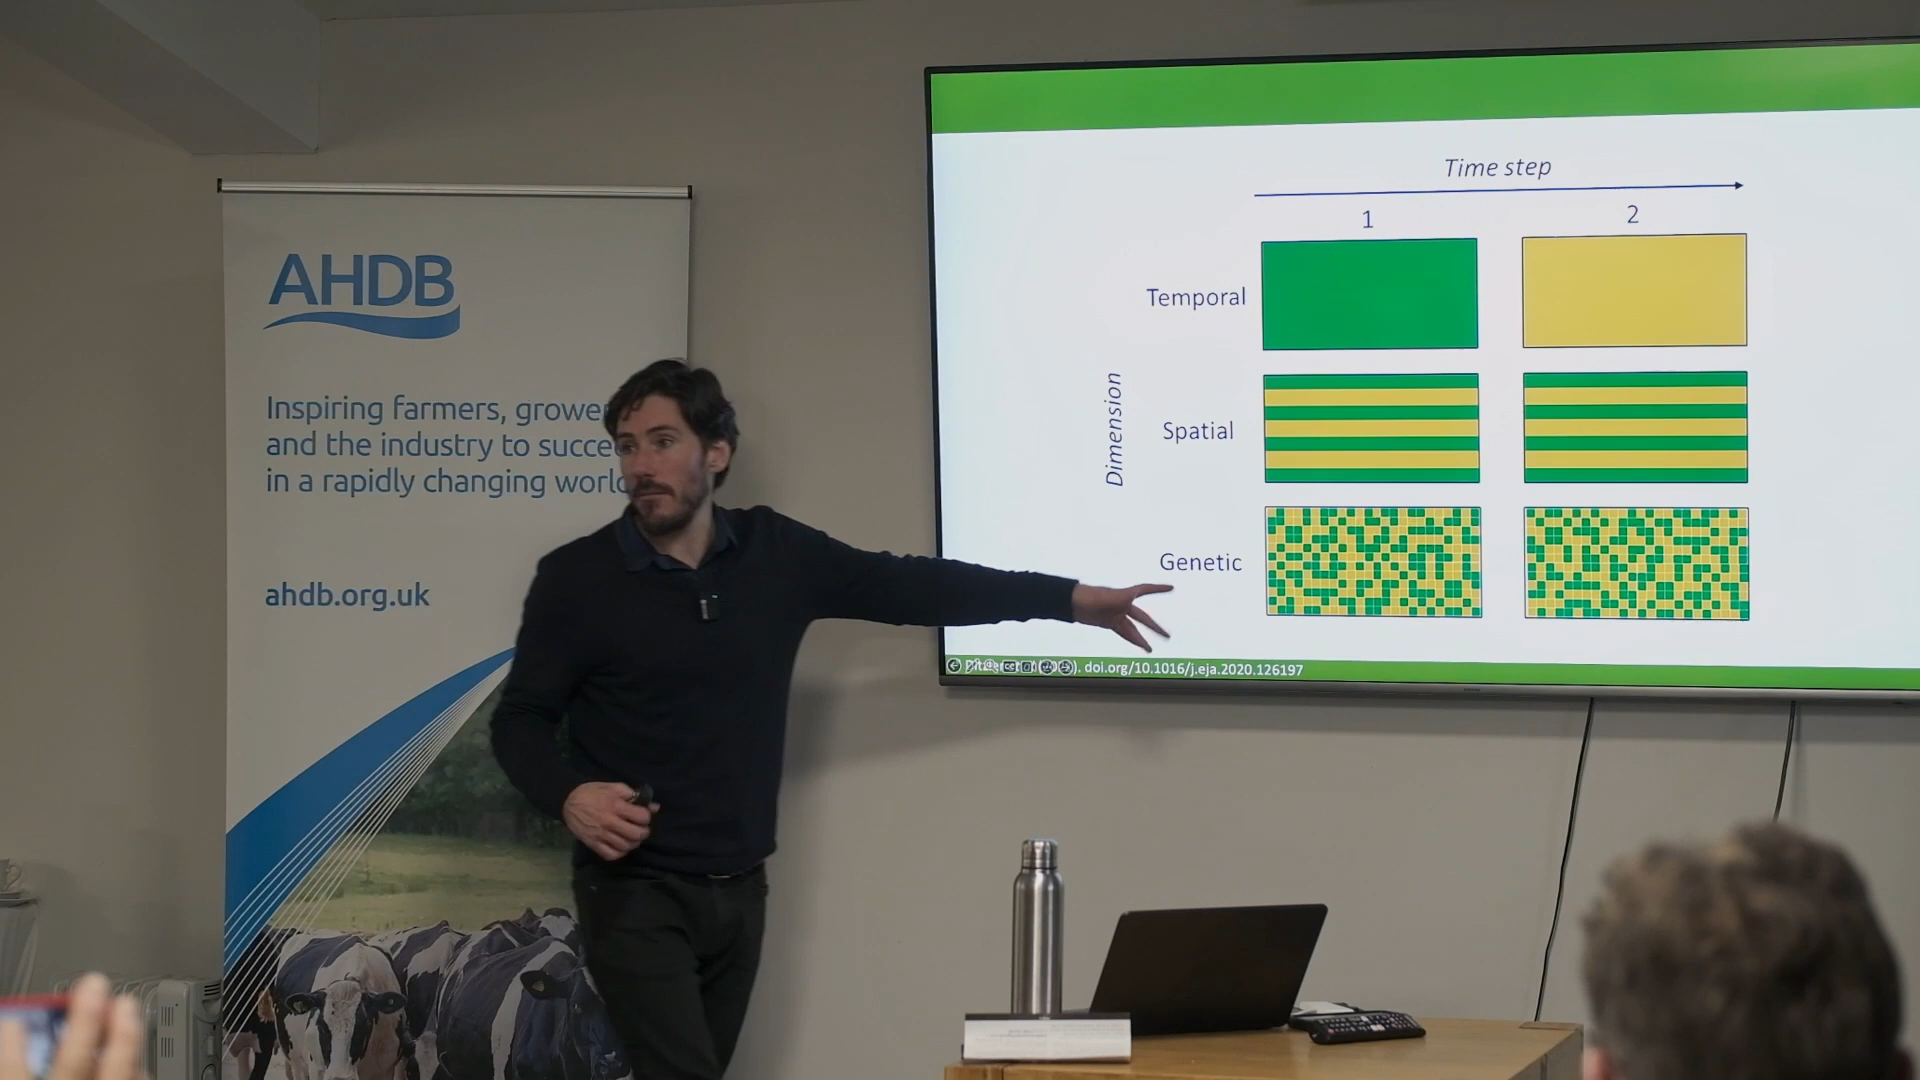 AHDB
Inspiring farmers, growe
and the industry to succe
in a rapidly changing worl
ahdb.org.uk
Time step
1 2
Temporal
Dimension
Spatial
Genetic
doi.org/10.1016/j.eja.2020.126197